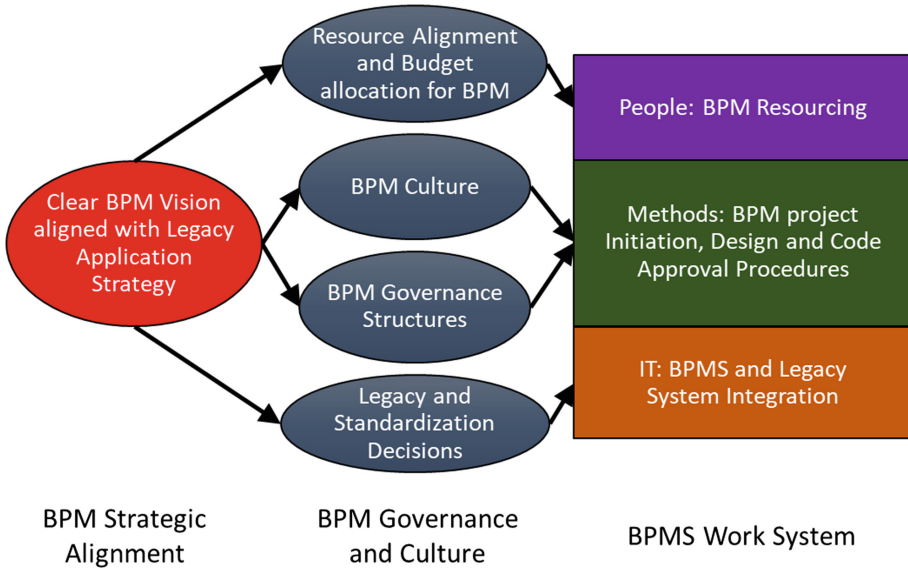 Resource Alignment
and Budget
allocation for BPM
People: BPM Resourcing
Clear BPM Vision
aligned with Legacy
Application
Strategy
BPM Culture
Methods: BPM project
Initiation, Design and Code
Approval Procedures
BPM Governance
Structures
IT: BPMS and Legacy
System Integration
Legacy and
Standardization
Decisions
BPM Strategic
Alignment
BPM Governance
and Culture
BPMS Work System